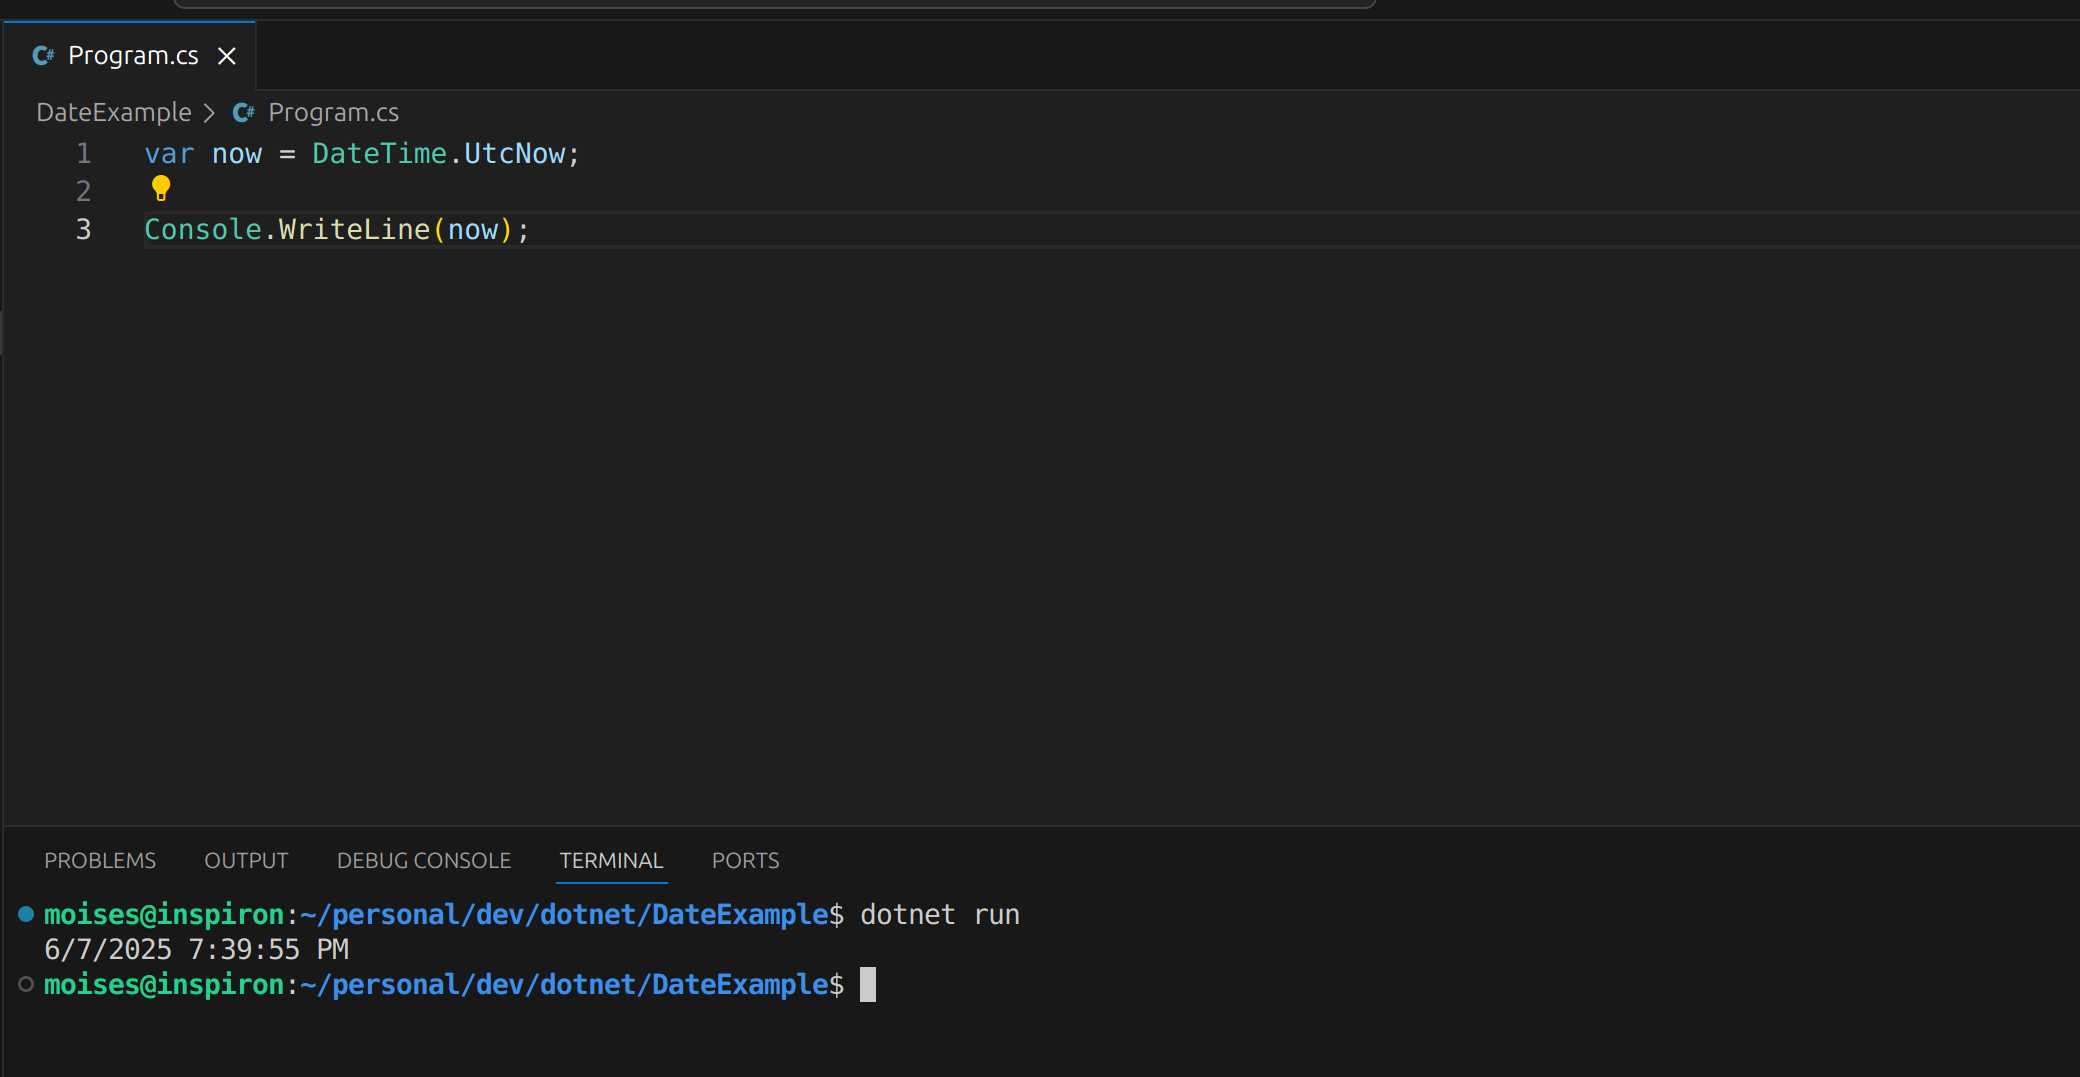 C# Program.cs
DateExample > C# Program.cs
1 var now = DateTime.UtcNow;
2
3 Console.WriteLine(now);
PROBLEMS OUTPUT DEBUG CONSOLE TERMINAL PORTS
moises@inspiron:~/personal/dev/dotnet/DateExample$ dotnet run
6/7/2025 7:39:55 PM
moises@inspiron:~/personal/dev/dotnet/DateExample$